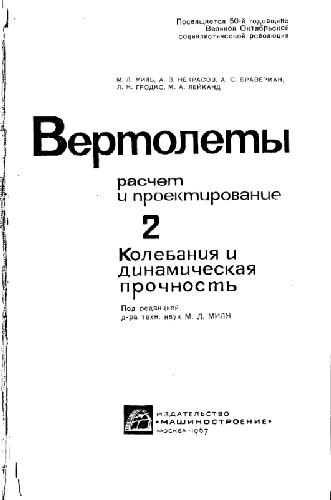 Посвящается 50-й годовщине
Великой Октябрьской
социалистической революции
М. Л. МИЛЬ, А. В. НЕКРАСОВ, А. С. БРАВЕРМАН,
Л. Н. ГРОДКО, М. А. ЛЕЙКАНД
Вертолеты
расчет
и проектирование
2
Колебания и
динамическая
прочность
Под редакцией
д-ра техн. наук М. Л. МИЛЯ
ИЗДАТЕЛЬСТВО
«МАШИНОСТРОЕНИЕ»
МОСКВА–1967